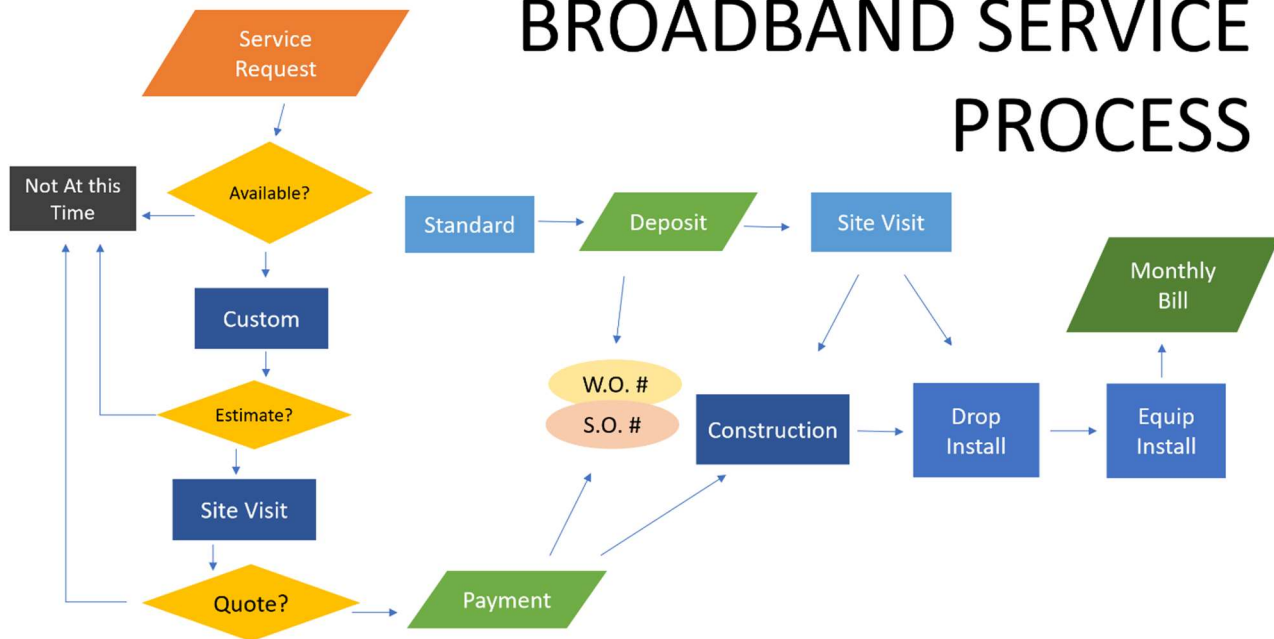 BROADBAND SERVICE
PROCESS
Service
Request
Available?
Not At this
Time
Custom
Estimate?
Site Visit
Quote?
Payment
Standard
Deposit
Site Visit
W.O. #
S.O. #
Construction
Drop
Install
Equip
Install
Monthly
Bill